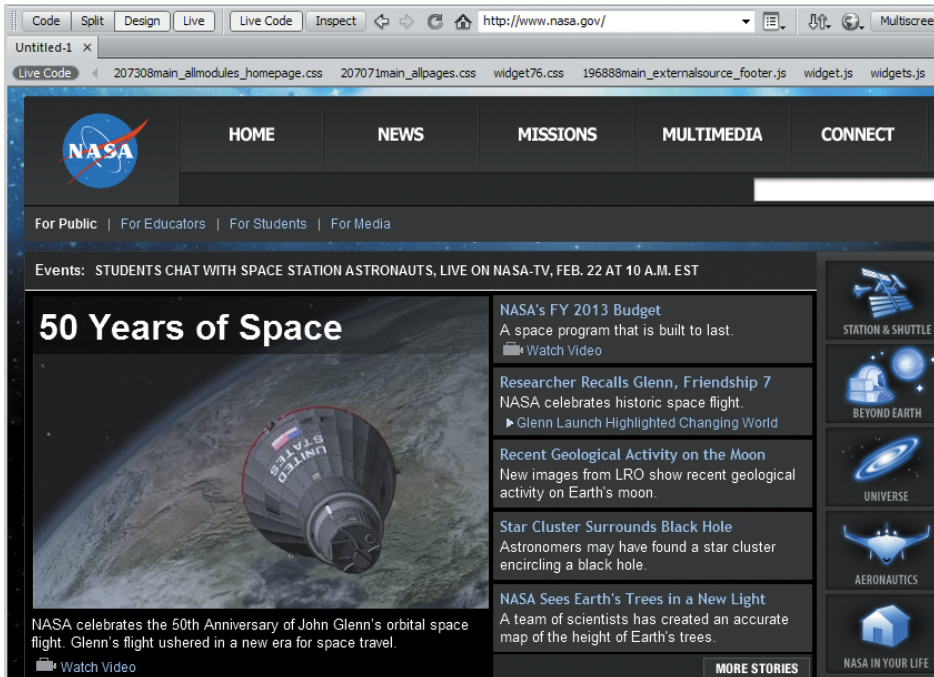 Code Split Design Live Live Code Inspect http://www.nasa.gov/ Multiscree
Untitled-1 ×
Live Code 207308main_allmodules_homepage.css 207071main_allpages.css widget76.css 196888main_externalsource_footer.js widget.js widgets.js
NASA
HOME NEWS MISSIONS MULTIMEDIA CONNECT
For Public | For Educators | For Students | For Media
Events: STUDENTS CHAT WITH SPACE STATION ASTRONAUTS, LIVE ON NASA-TV, FEB. 22 AT 10 A.M. EST
50 Years of Space
UNITED
STATES
NASA celebrates the 50th Anniversary of John Glenn's orbital space
flight. Glenn's flight ushered in a new era for space travel.
Watch Video
NASA's FY 2013 Budget
A space program that is built to last.
Watch Video
Researcher Recalls Glenn, Friendship 7
NASA celebrates historic space flight.
Glenn Launch Highlighted Changing World
Recent Geological Activity on the Moon
New images from LRO show recent geological
activity on Earth's moon.
Star Cluster Surrounds Black Hole
Astronomers may have found a star cluster
encircling a black hole.
NASA Sees Earth's Trees in a New Light
A team of scientists has created an accurate
map of the height of Earth's trees.
MORE STORIES
STATION & SHUTTLE
BEYOND EARTH
UNIVERSE
AERONAUTICS
NASA IN YOUR LIFE